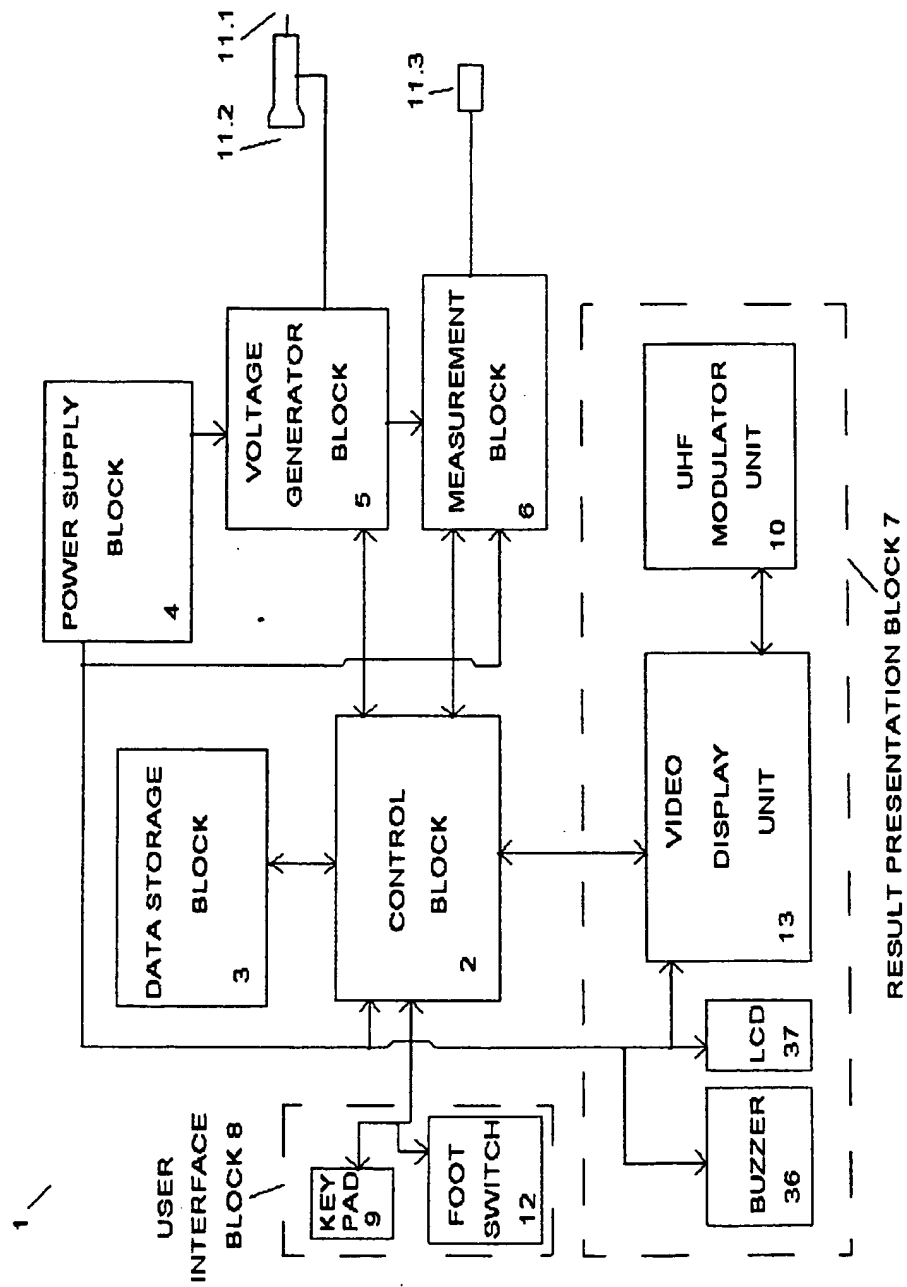 1
USER
INTERFACE
BLOCK 8
KEY
PAD
9
FOOT
SWITCH
12
DATA STORAGE
BLOCK
3
CONTROL
BLOCK
2
POWER SUPPLY
BLOCK
4
VOLTAGE
GENERATOR
BLOCK
5
MEASUREMENT
BLOCK
6
11.1
11.2
11.3
BUZZER
36
LCD
37
VIDEO
DISPLAY
UNIT
13
UHF
MODULATOR
UNIT
10
RESULT PRESENTATION BLOCK 7